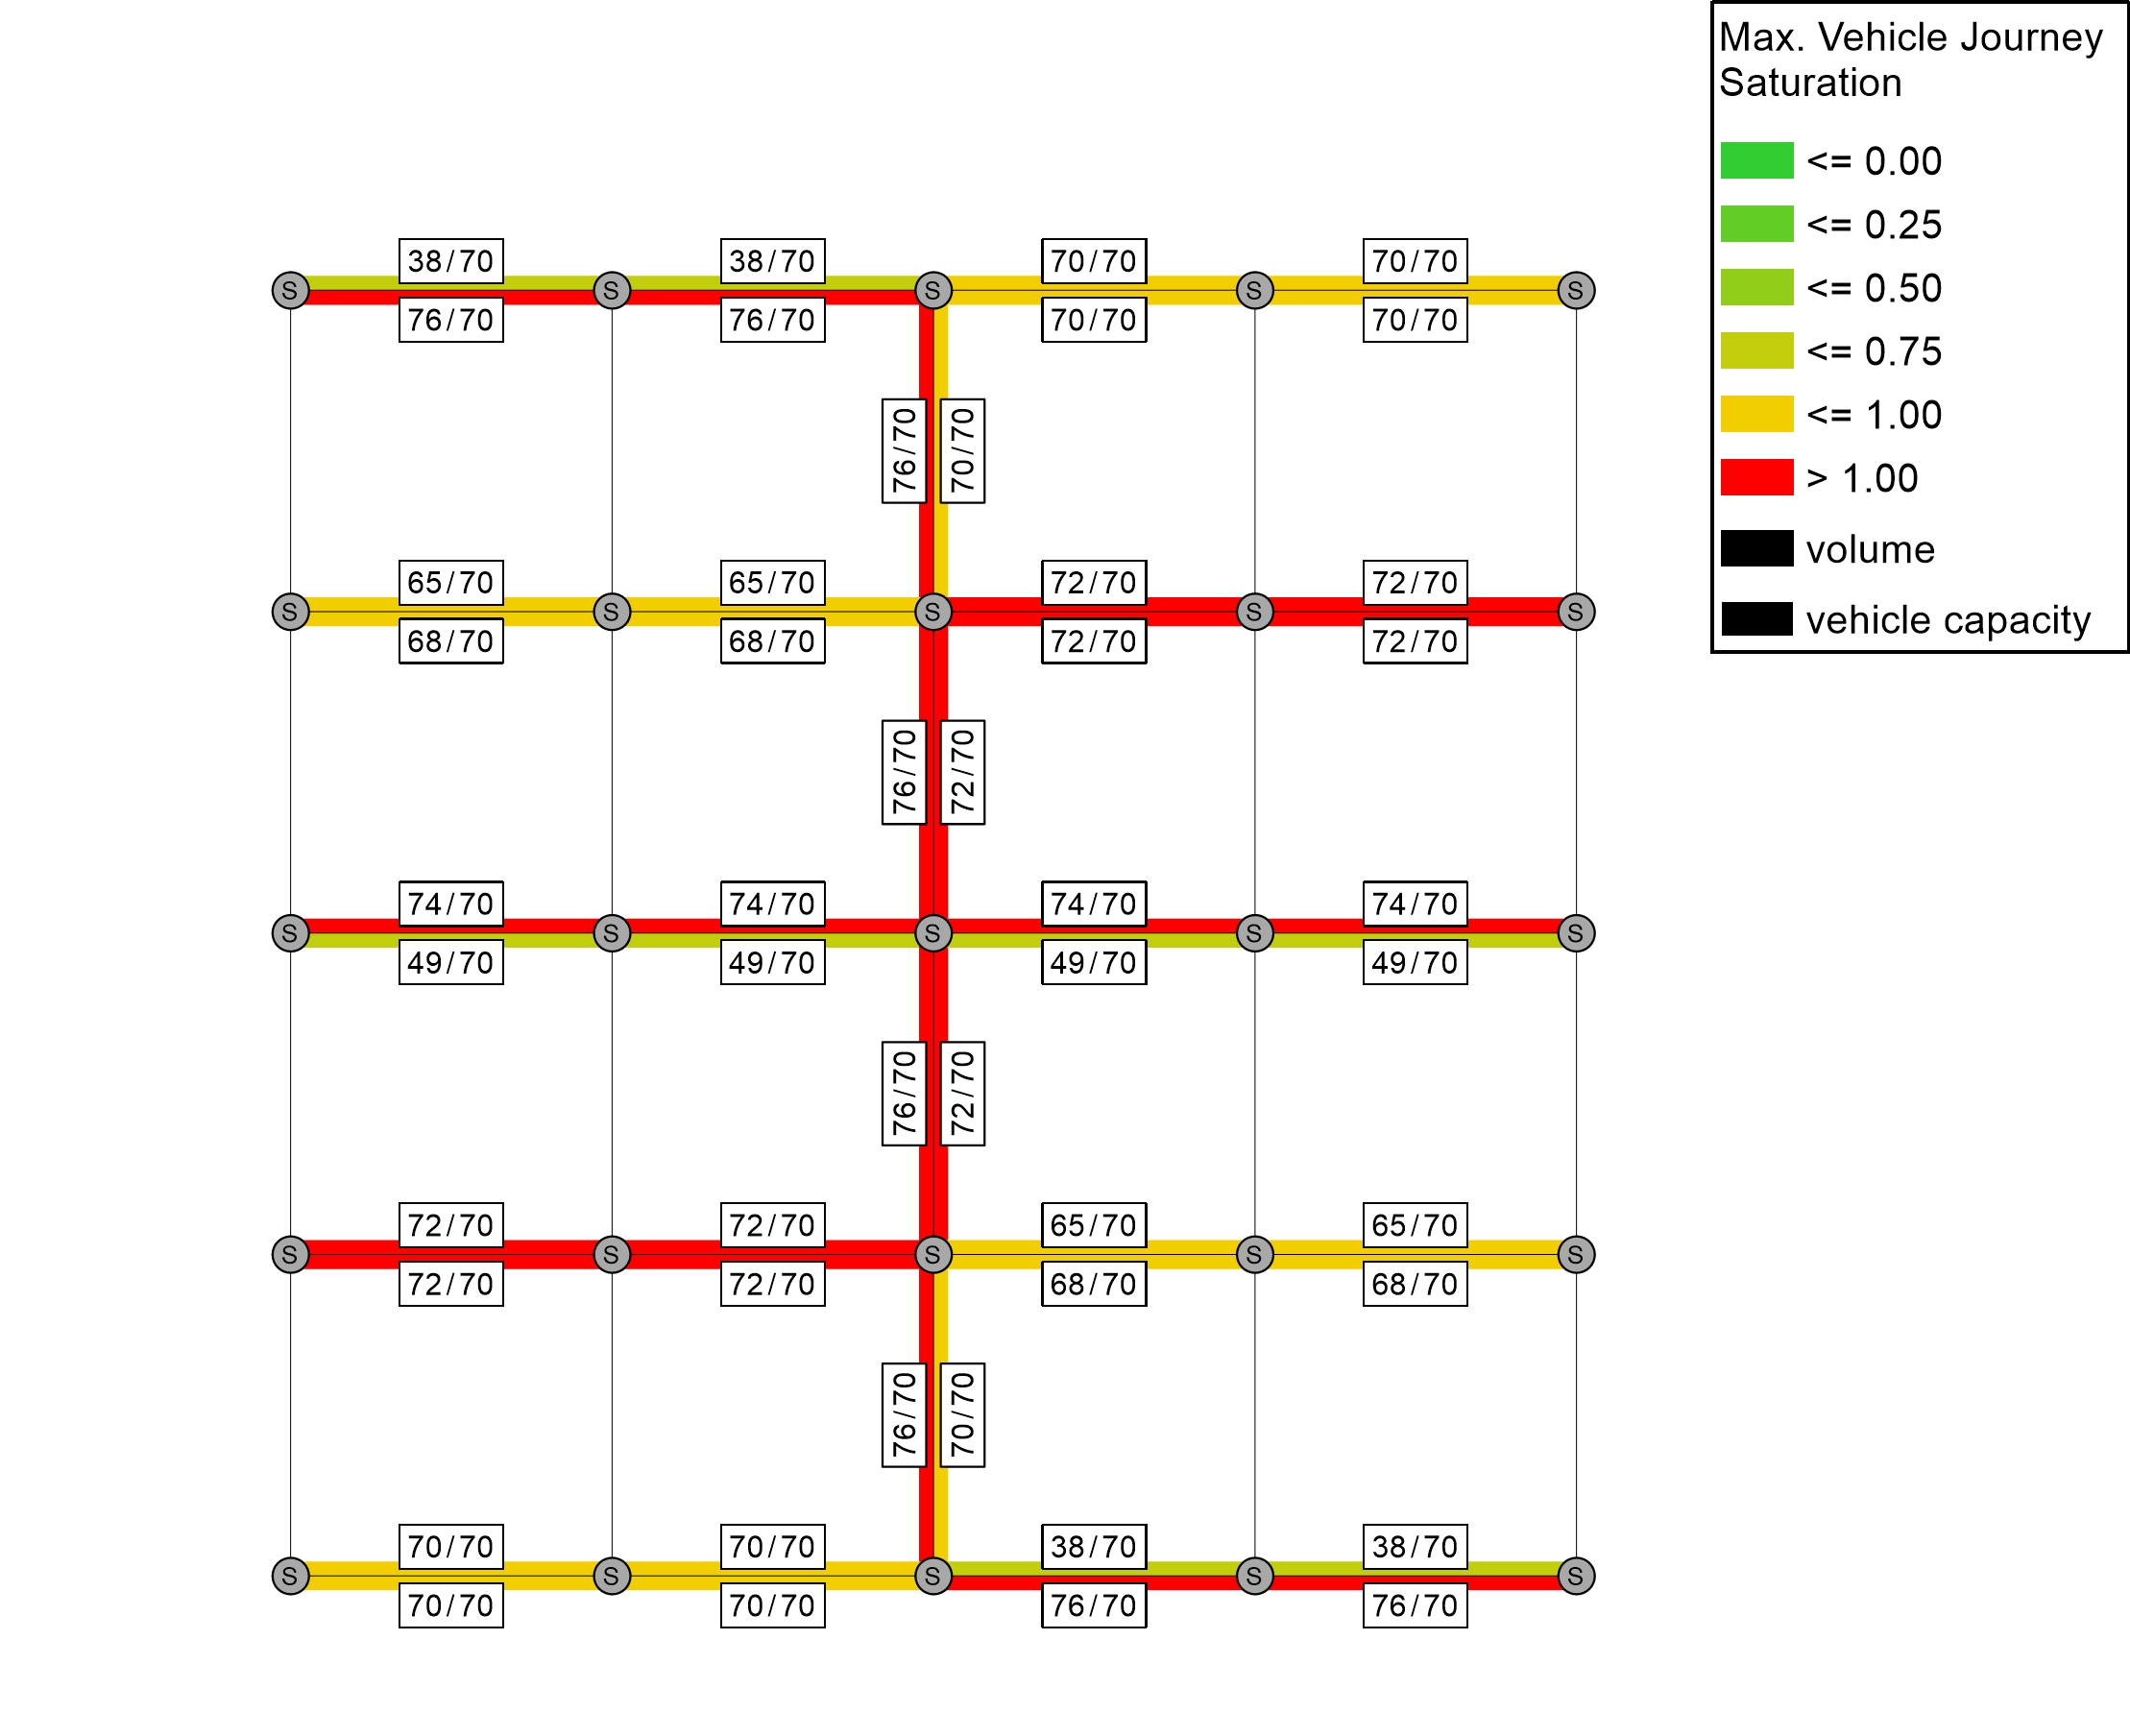 Max. Vehicle Journey
Saturation
<= 0.00
<= 0.25
<= 0.50
<= 0.75
<= 1.00
> 1.00
volume
vehicle capacity
38/70 38/70 70/70 70/70
S S S S S
76/70 76/70 70/70 70/70
76/70 70/70
65/70 65/70 72/70 72/70
S S S S S
68/70 68/70 72/70 72/70
76/70 72/70
74/70 74/70 74/70 74/70
S S S S S
49/70 49/70 49/70 49/70
76/70 72/70
72/70 72/70 65/70 65/70
S S S S S
72/70 72/70 68/70 68/70
76/70 70/70
70/70 70/70 38/70 38/70
S S S S S
70/70 70/70 76/70 76/70